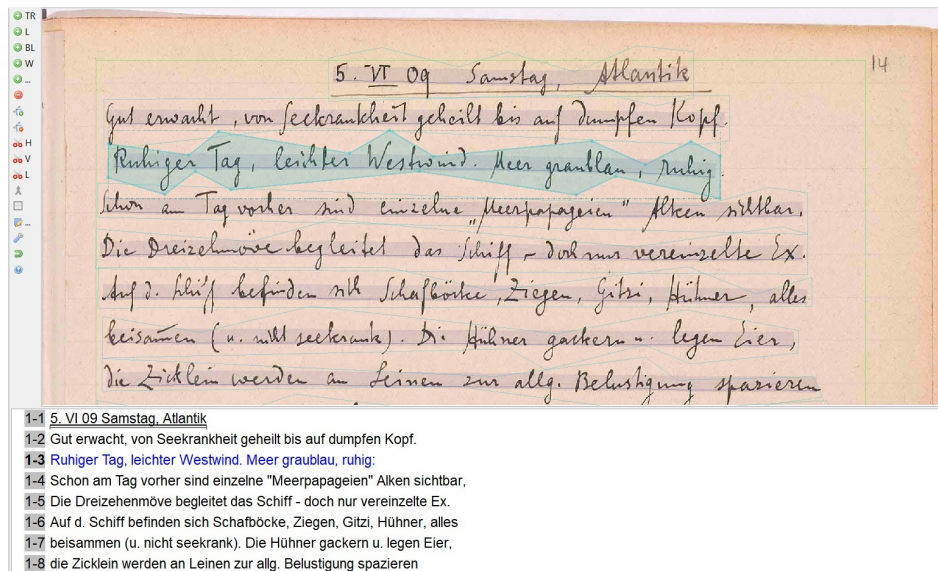 TR
L
BL
W
...
H
V
L
...
14
5. VI 09 Samstag, Atlantik
Gut erwacht, von Seekrankheit geheilt bis auf dumpfen Kopf.
Ruhiger Tag, leichter Westwind. Meer graublau, ruhig
Schon am Tag vorher sind einzelne „Meerpapageien" Alken sichtbar.
Die Dreizehmöve begleitet das Schiff - doch nur vereinzelte Ex.
Auf d. Schiff befinden sich Schafböcke, Ziegen, Gitzi, Hühner, alles
beisam̄en (u. nicht seekrank). Die Hühner gackern u. legen Eier,
die Zicklein werden an Leinen zur allg. Belustigung spazieren
1-1 5. VI 09 Samstag, Atlantik
1-2 Gut erwacht, von Seekrankheit geheilt bis auf dumpfen Kopf.
1-3 Ruhiger Tag, leichter Westwind. Meer graublau, ruhig:
1-4 Schon am Tag vorher sind einzelne "Meerpapageien" Alken sichtbar,
1-5 Die Dreizehenmöve begleitet das Schiff - doch nur vereinzelte Ex.
1-6 Auf d. Schiff befinden sich Schafböcke, Ziegen, Gitzi, Hühner, alles
1-7 beisammen (u. nicht seekrank). Die Hühner gackern u. legen Eier,
1-8 die Zicklein werden an Leinen zur allg. Belustigung spazieren